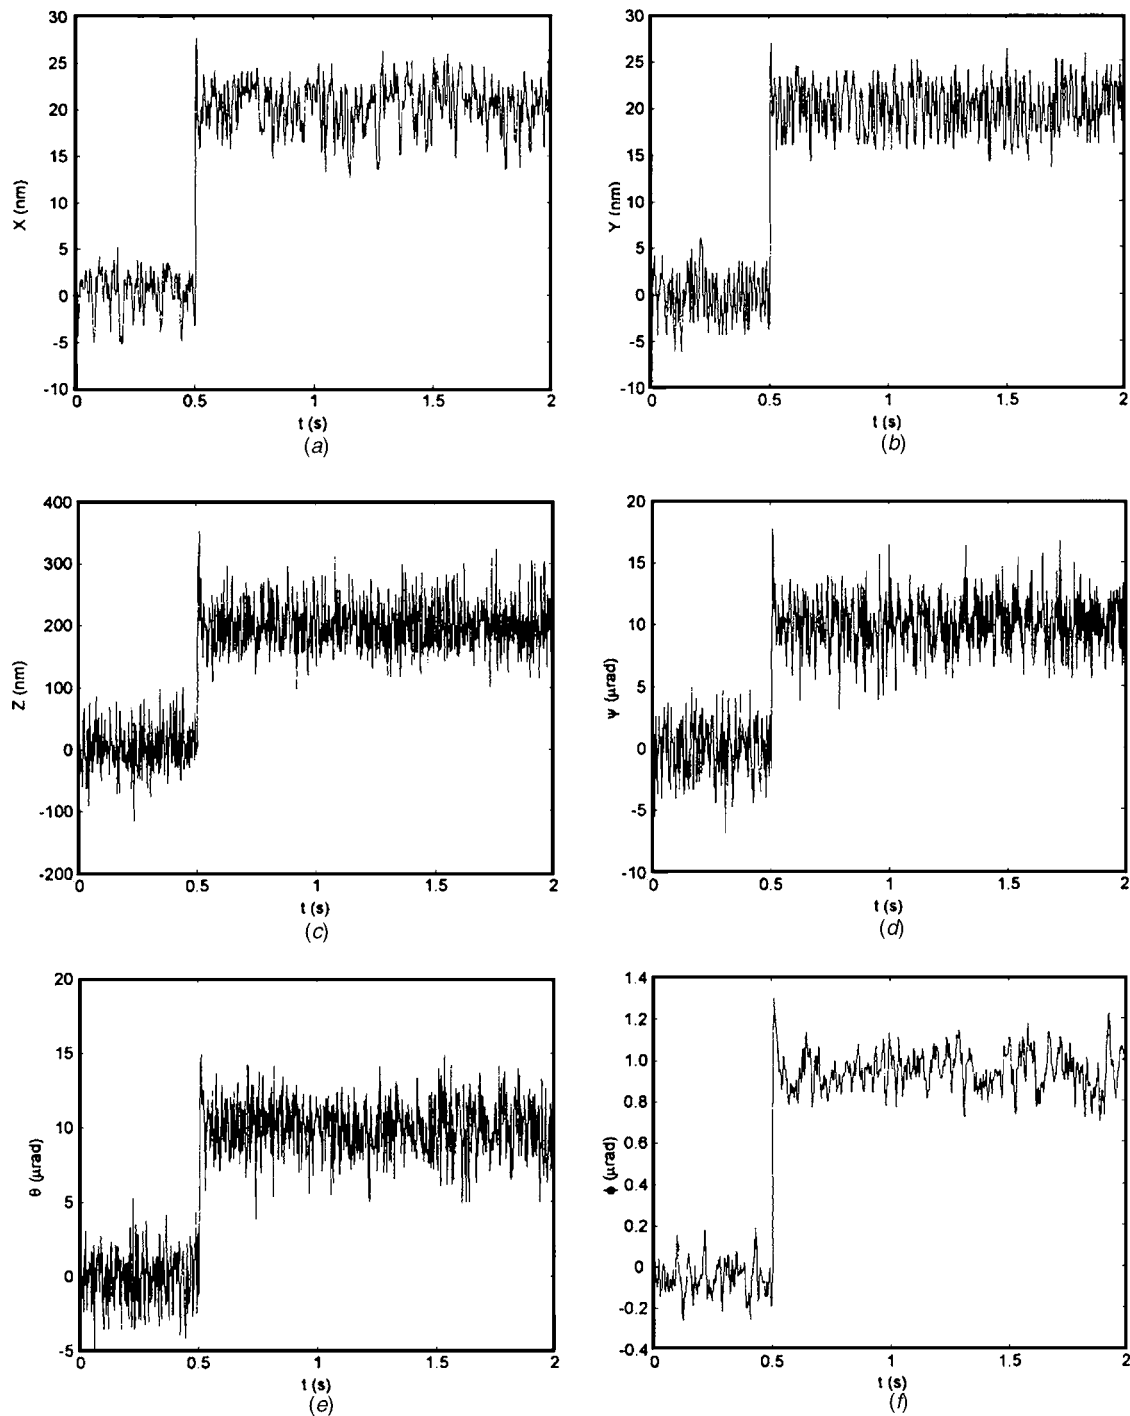 30
25
20
15
10
5
0
-5
-10
X (nm)
0 0.5 1 1.5 2
t (s)
(a)
30
25
20
15
10
5
0
-5
-10
Y (nm)
0 0.5 1 1.5 2
t (s)
(b)
400
300
200
100
0
-100
-200
Z (nm)
0 0.5 1 1.5 2
t (s)
(c)
20
15
10
5
0
-5
-10
ψ (μrad)
0 0.5 1 1.5 2
t (s)
(d)
20
15
10
5
0
-5
θ (μrad)
0 0.5 1 1.5 2
t (s)
(e)
1.4
1.2
1.0
0.8
0.6
0.4
0.2
0
-0.2
-0.4
ϕ (μrad)
0 0.5 1 1.5 2
t (s)
(f)